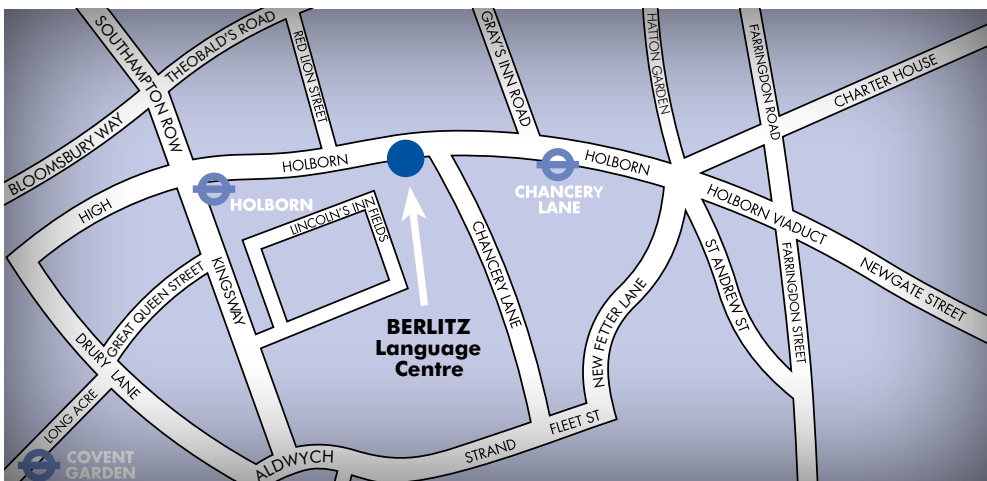 SOUTHAMPTON ROW
THEOBALD'S ROAD
RED LION STREET
GRAY'S INN ROAD
HATTON GARDEN
FARRINGDON ROAD
CHARTER HOUSE
BLOOMSBURY WAY
HIGH
HOLBORN
HOLBORN
HOLBORN
CHANCERY
LANE
HOLBORN VIADUCT
NEWGATE STREET
LINCOLN'S INN
FIELDS
KINGSWAY
GREAT QUEEN STREET
DRURY LANE
LONG ACRE
COVENT
GARDEN
BERLITZ
Language
Centre
CHANCERY LANE
NEW FETTER LANE
ST ANDREW ST
FARRINGDON STREET
ALDWYCH
STRAND
FLEET ST